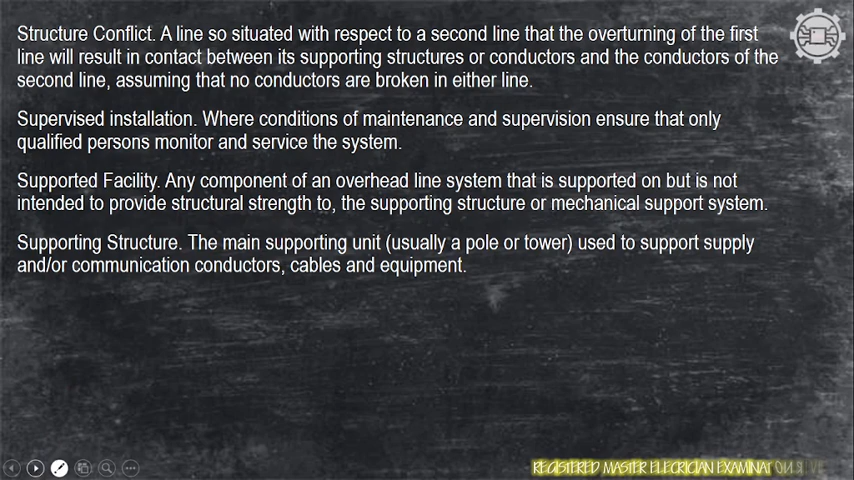 Structure Conflict. A line so situated with respect to a second line that the overturning of the first
line will result in contact between its supporting structures or conductors and the conductors of the
second line, assuming that no conductors are broken in either line.
Supervised installation. Where conditions of maintenance and supervision ensure that only
qualified persons monitor and service the system.
Supported Facility. Any component of an overhead line system that is supported on but is not
intended to provide structural strength to, the supporting structure or mechanical support system.
Supporting Structure. The main supporting unit (usually a pole or tower) used to support supply
and/or communication conductors, cables and equipment.
REGISTERED MASTER ELECRICIAN EXAMINATION